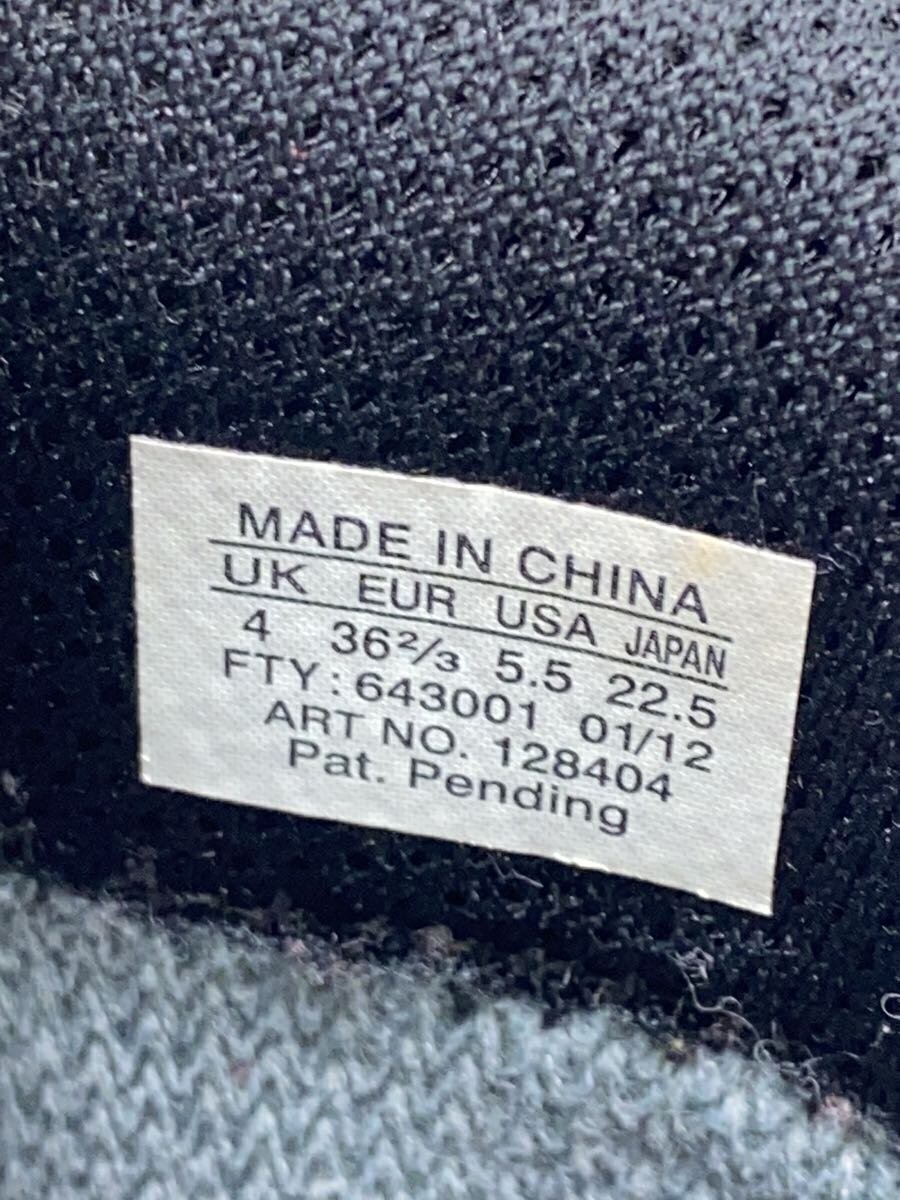 MADE IN CHINA
UK EUR USA JAPAN
4 36⅔ 5.5 22.5
FTY: 643001 01/12
ART NO. 128404
Pat. Pending